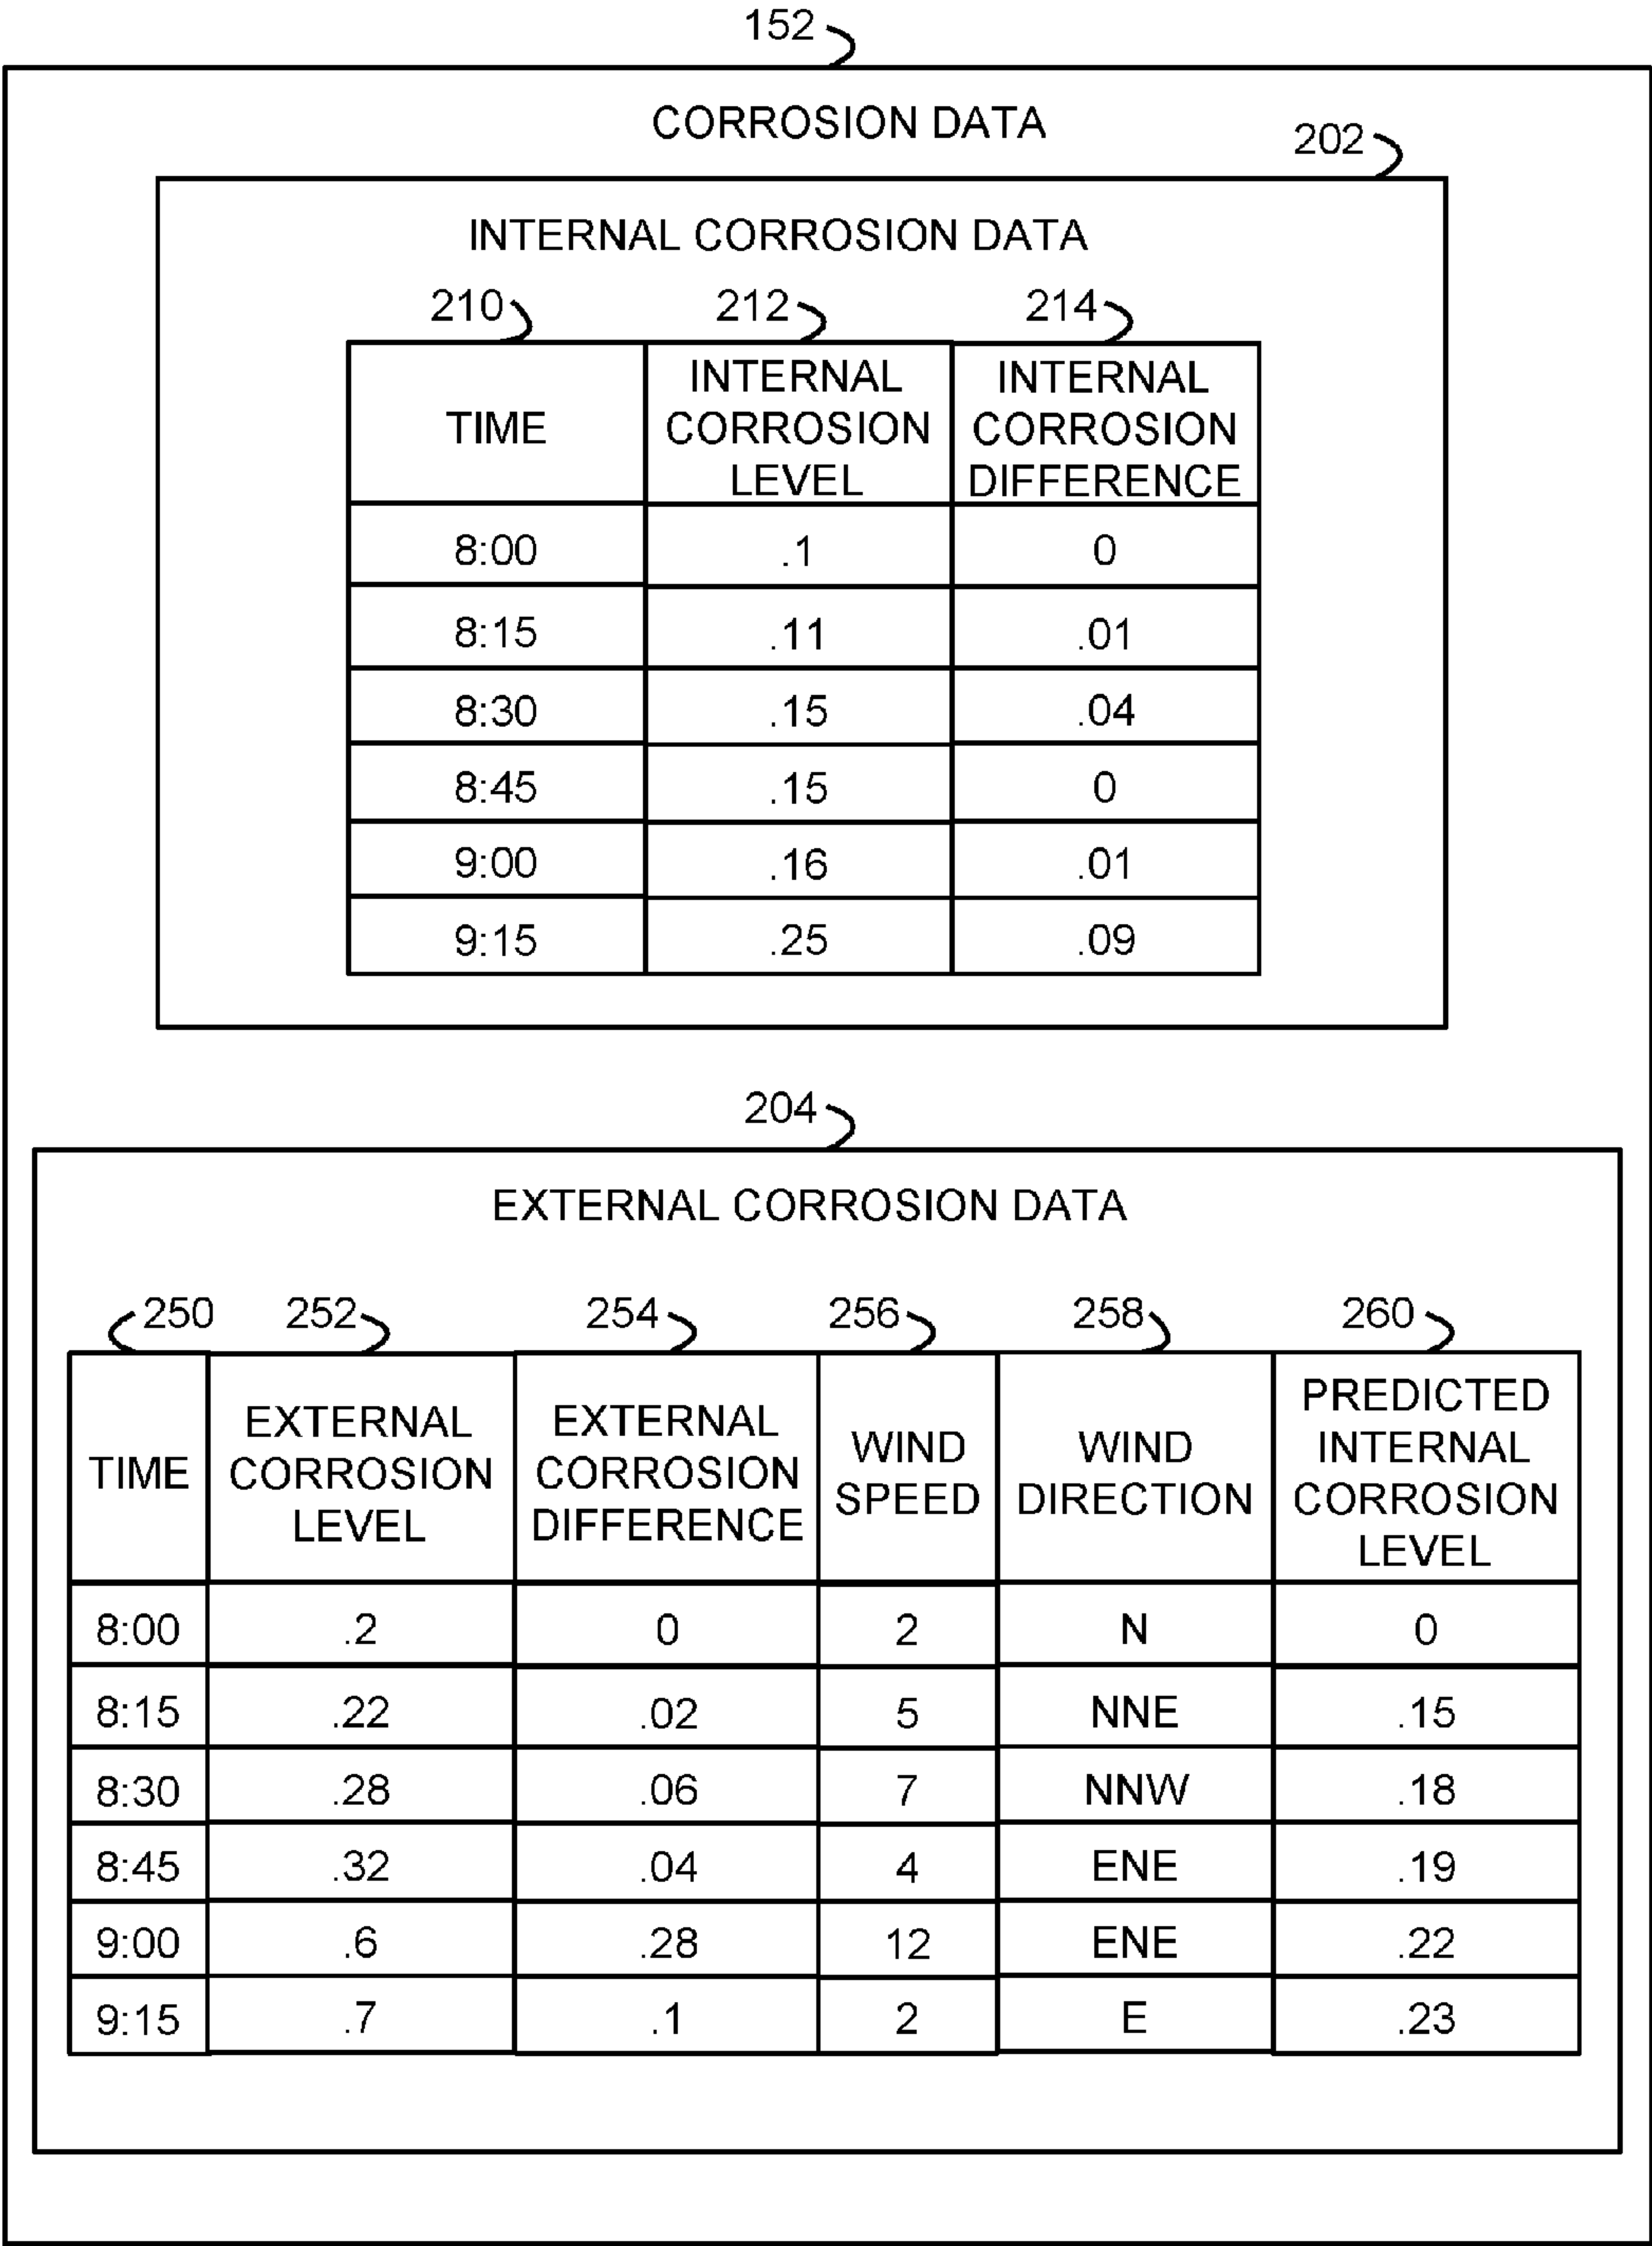 152
CORROSION DATA
202
INTERNAL CORROSION DATA
210 212 214
TIME
INTERNAL
CORROSION
LEVEL
INTERNAL
CORROSION
DIFFERENCE
8:00 .1 0
8:15 .11 .01
8:30 .15 .04
8:45 .15 0
9:00 .16 .01
9:15 .25 .09
204
EXTERNAL CORROSION DATA
250 252 254 256 258 260
TIME
EXTERNAL
CORROSION
LEVEL
EXTERNAL
CORROSION
DIFFERENCE
WIND
SPEED
WIND
DIRECTION
PREDICTED
INTERNAL
CORROSION
LEVEL
8:00 .2 0 2 N 0
8:15 .22 .02 5 NNE .15
8:30 .28 .06 7 NNW .18
8:45 .32 .04 4 ENE .19
9:00 .6 .28 12 ENE .22
9:15 .7 .1 2 E .23